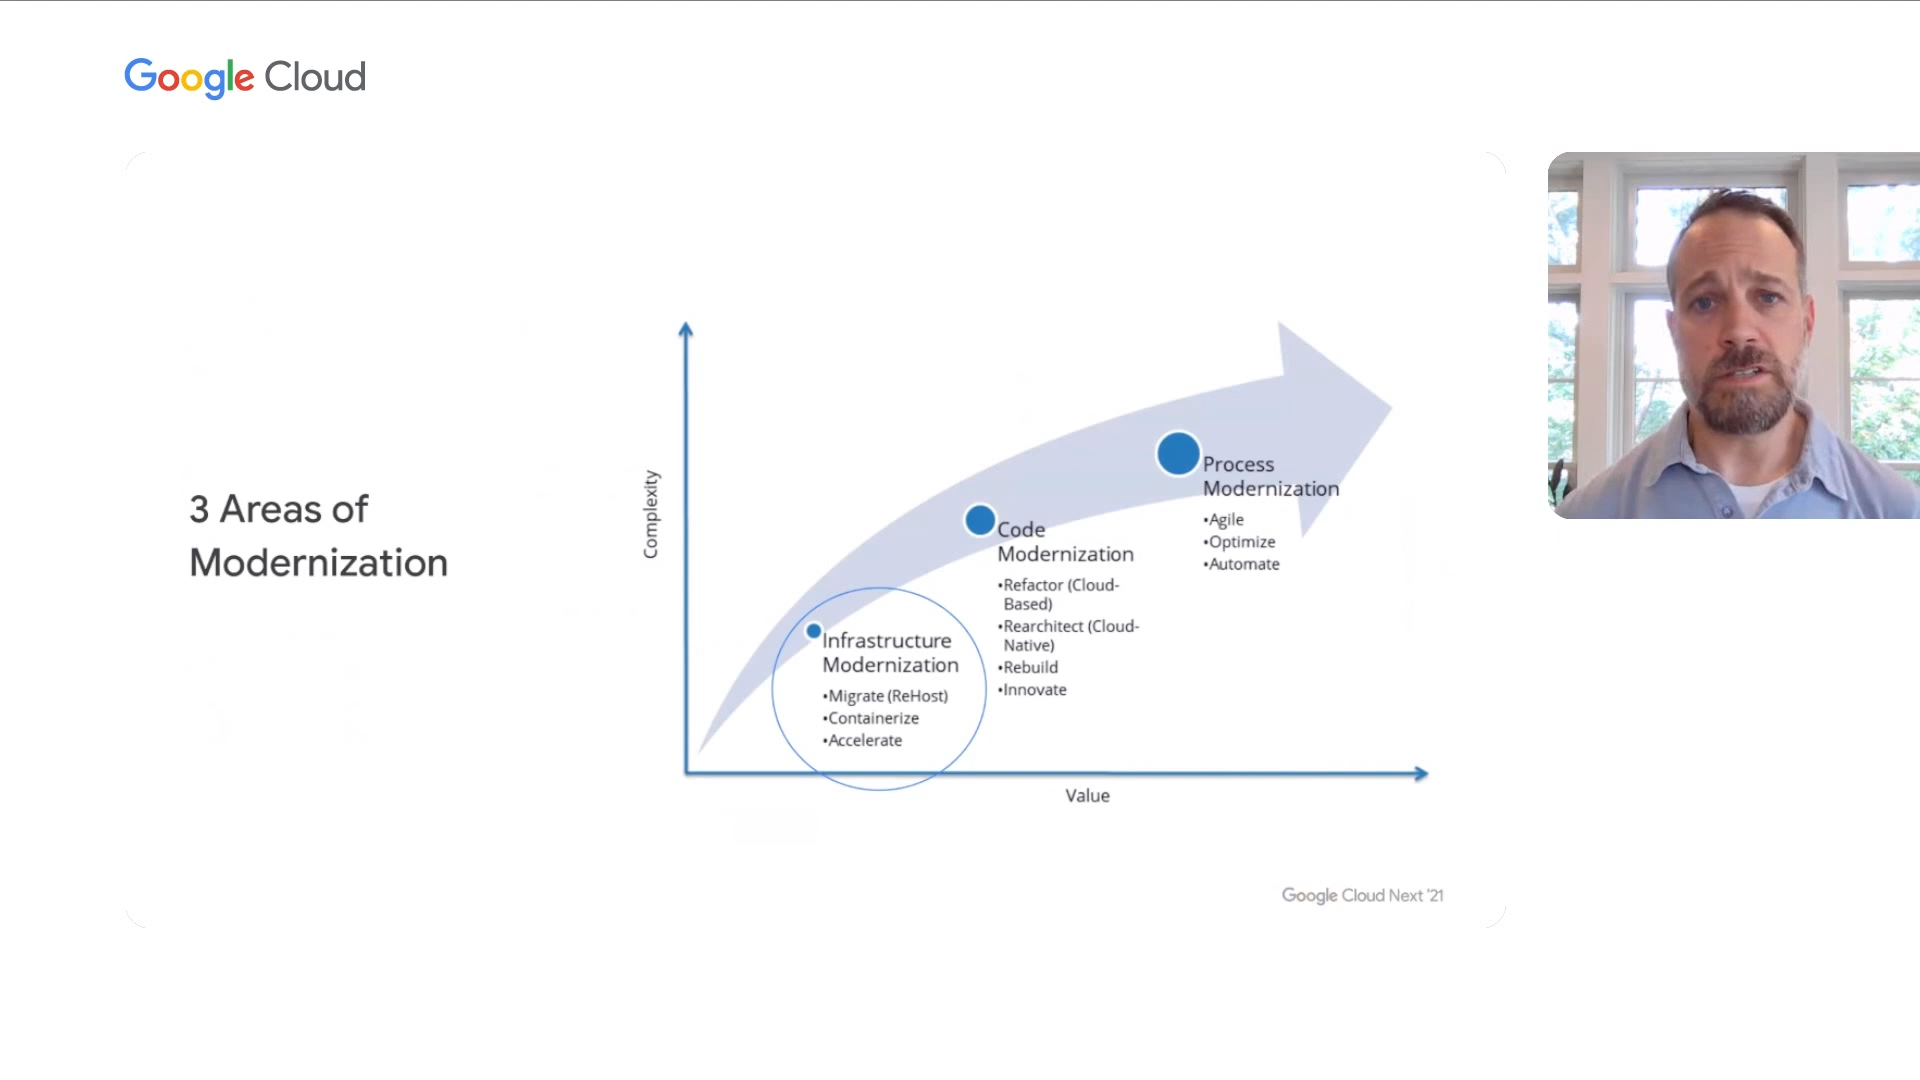 Google Cloud
3 Areas of
Modernization
Complexity
Process
Modernization
•Agile
•Optimize
•Automate
Code
Modernization
•Refactor (Cloud-
Based)
•Rearchitect (Cloud-
Native)
•Rebuild
•Innovate
Infrastructure
Modernization
•Migrate (ReHost)
•Containerize
•Accelerate
Value
Google Cloud Next '21